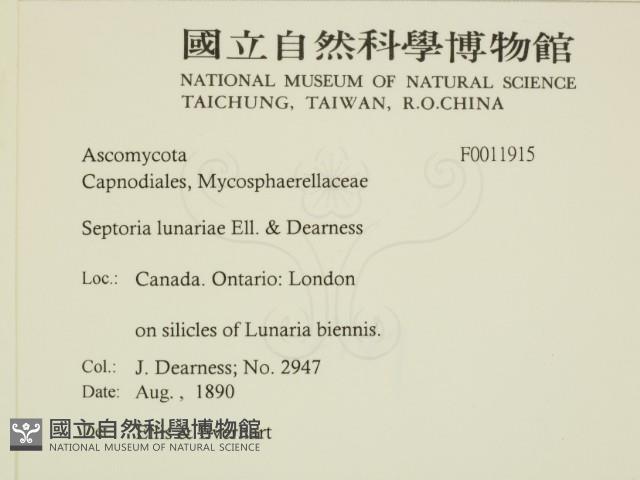 國立自然科學博物館
NATIONAL MUSEUM OF NATURAL SCIENCE
TAICHUNG, TAIWAN, R.O.CHINA
Ascomycota F0011915
Capnodiales, Mycosphaerellaceae
Septoria lunariae Ell. & Dearness
Loc.: Canada. Ontario: London
on silicles of Lunaria biennis.
Col.: J. Dearness; No. 2947
Date: Aug. , 1890
Ellis & Everhart
國立自然科學博物館
NATIONAL MUSEUM OF NATURAL SCIENCE